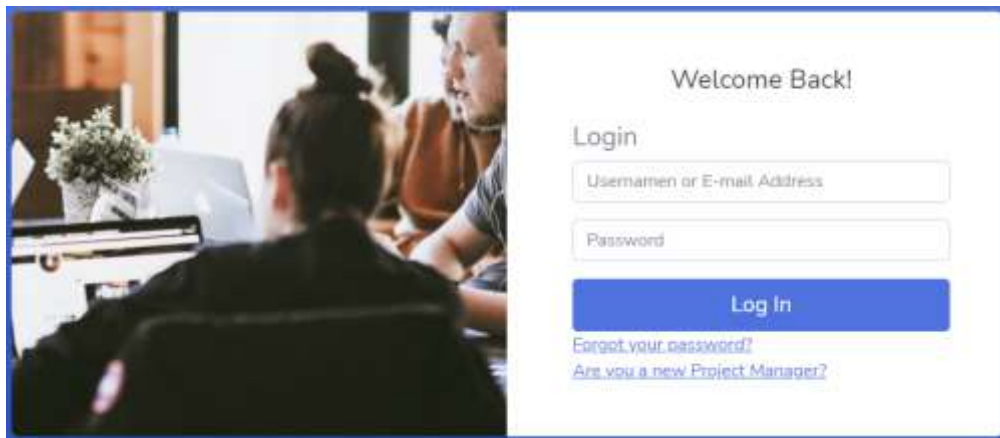 Welcome Back!
Login
Usernamen or E-mail Address
Password
Log In
Forgot your password?
Are you a new Project Manager?